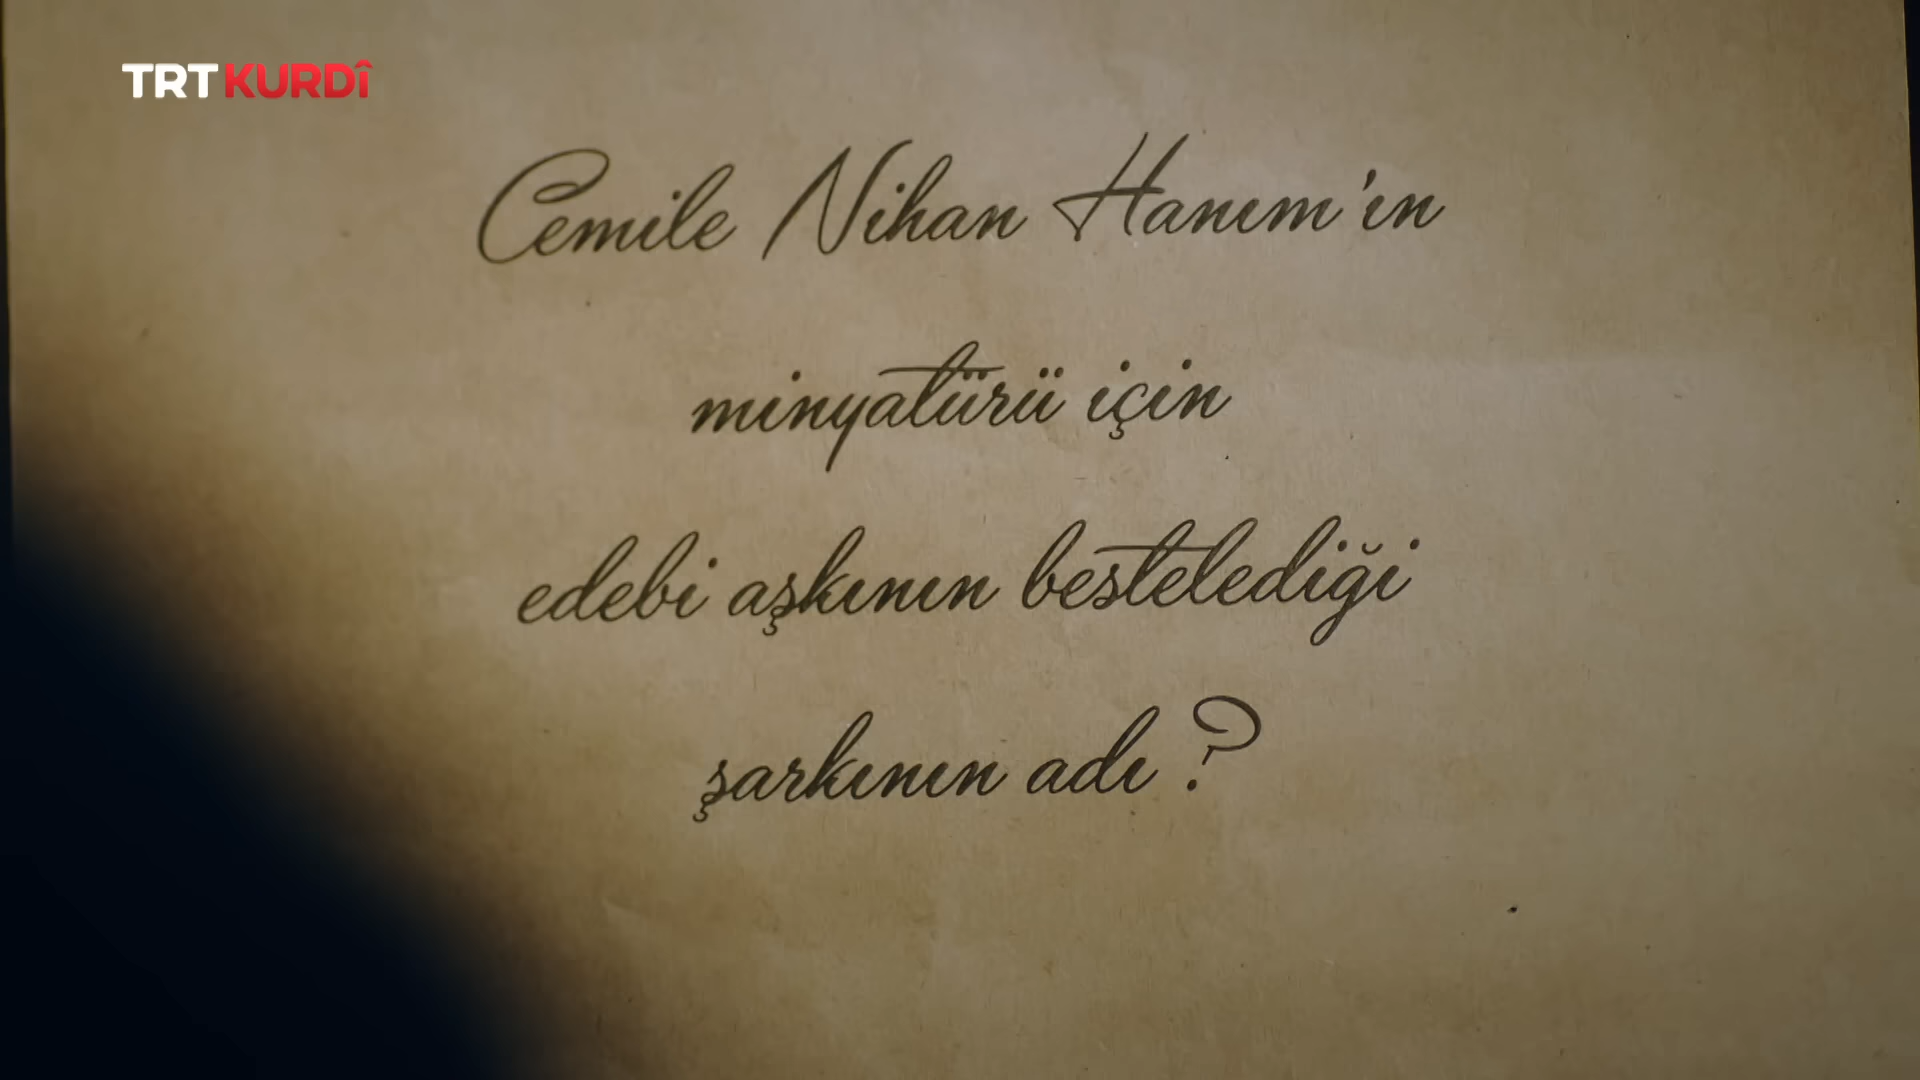 TRT KURDÎ
Cemile Nihan Hanım'ın
minyatürü için
edebi aşkının bestelediği
şarkının adı ?